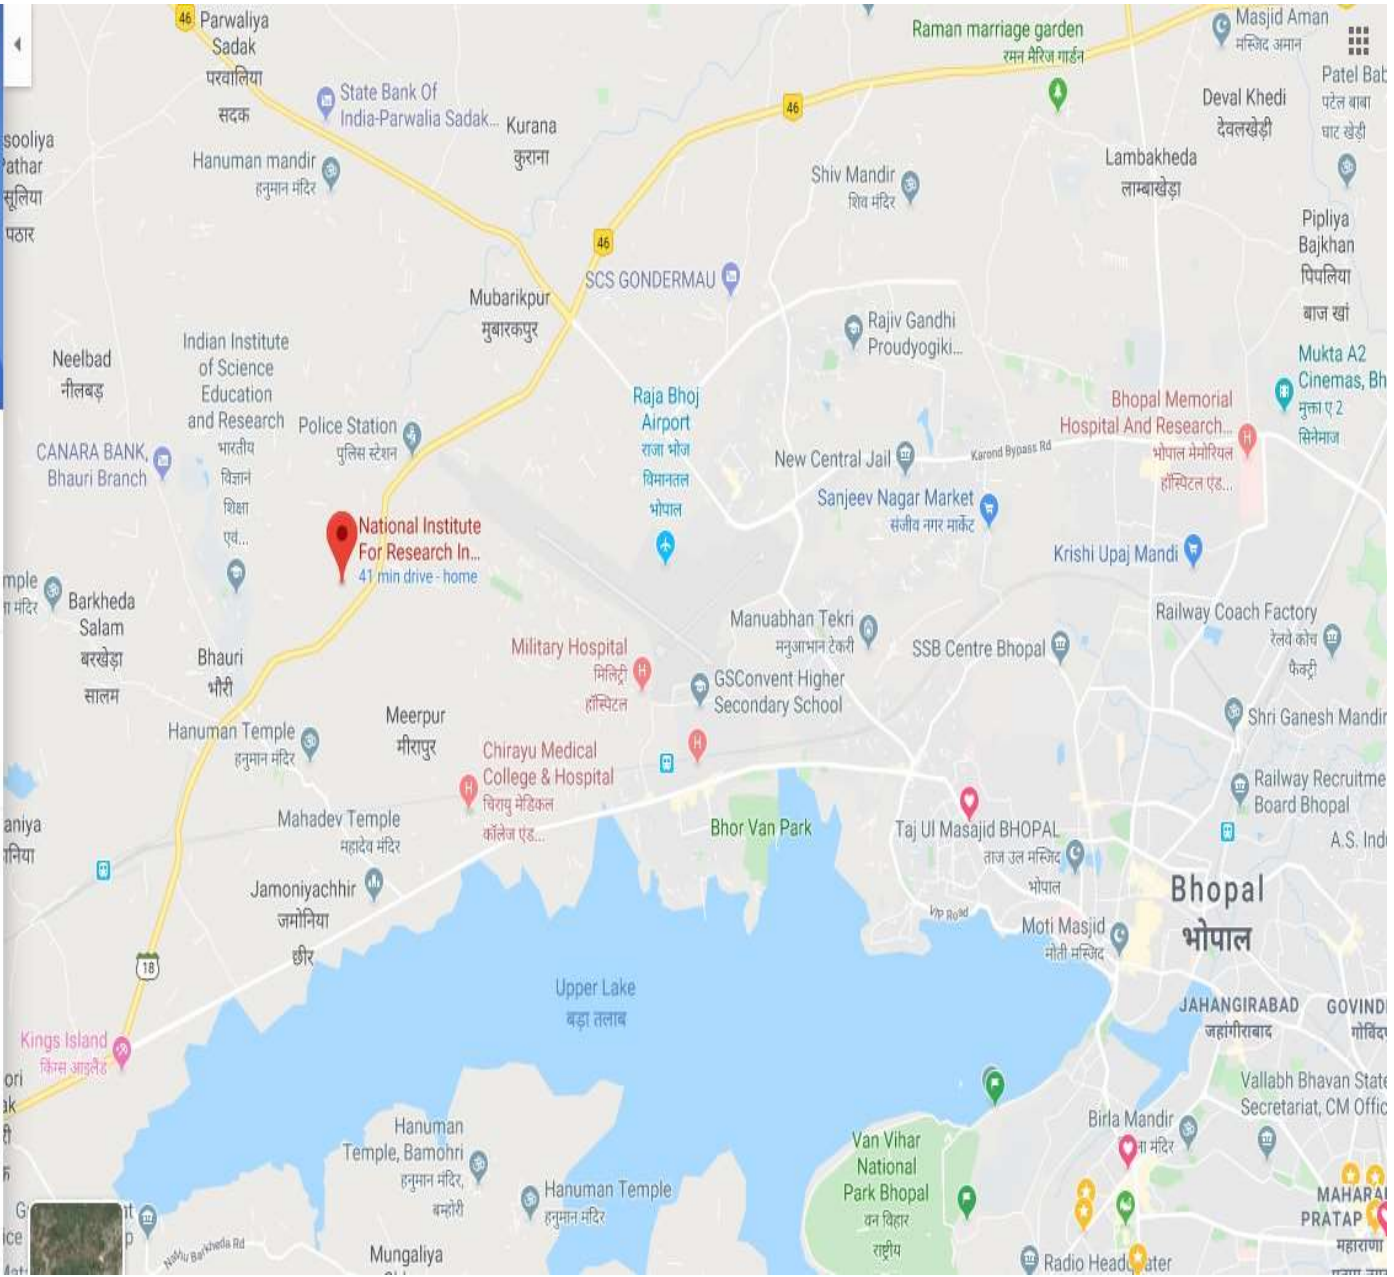 46
Parwaliya
Sadak
परवालिया
सदक
State Bank Of
India-Parwalia Sadak...
Kurana
कुराना
Hanuman mandir
हनुमान मंदिर
46
Raman marriage garden
रमन मैरिज गार्डन
Masjid Aman
मस्जिद अमान
Deval Khedi
देवलखेड़ी
पटेल बाबा
घाट खेड़ी
Lambakheda
लाम्बाखेड़ा
Shiv Mandir
शिव मंदिर
पठार
46
SCS GONDERMAU
Pipliya
Bajkhan
पिपलिया
बाज खां
Mubarikpur
मुबारकपुर
Rajiv Gandhi
Proudyogiki...
Neelbad
नीलबड़
Indian Institute
of Science
Education
and Research
भारतीय
विज्ञान
शिक्षा
एवं...
Police Station
पुलिस स्टेशन
CANARA BANK,
Bhauri Branch
Raja Bhoj
Airport
राजा भोज
विमानतल
भोपाल
Mukta A2
Cinemas, Bh
मुक्ता ए 2
सिनेमाज
Bhopal Memorial
Hospital And Research...
भोपाल मेमोरियल
हॉस्पिटल एंड...
New Central Jail
Karond Bypass Rd
Sanjeev Nagar Market
संजीव नगर मार्केट
Krishi Upaj Mandi
National Institute
For Research In...
41 min drive - home
Barkheda
Salam
बरखेड़ा
सालम
Bhauri
भौरी
Military Hospital
मिलिट्री
हॉस्पिटल
Manuabhan Tekri
मनुआभान टेकरी
SSB Centre Bhopal
Railway Coach Factory
रेलवे कोच
फैक्ट्री
GSConvent Higher
Secondary School
Shri Ganesh Mandir
Hanuman Temple
हनुमान मंदिर
Meerpur
मीरापुर
Chirayu Medical
College & Hospital
चिरायु मेडिकल
कॉलेज एंड...
Railway Recruitme
Board Bhopal
Mahadev Temple
महादेव मंदिर
Bhor Van Park
Taj Ul Masajid BHOPAL
ताज उल मस्जिद
भोपाल
A.S. Ind
Jamoniyachhir
जमोनिया
छीर
Bhopal
भोपाल
VIP Road
Moti Masjid
मोती मस्जिद
18
Upper Lake
बड़ा तलाब
JAHANGIRABAD
जहांगीराबाद
GOVIND
गोविंद
Kings Island
किंग्स आइलैंड
Vallabh Bhavan State
Secretariat, CM Offic
Birla Mandir
मंदिर
Hanuman
Temple, Bamohri
हनुमान मंदिर,
बम्होरी
Hanuman Temple
हनुमान मंदिर
Van Vihar
National
Park Bhopal
वन विहार
राष्ट्रीय
MAHARA
PRATAP
महाराणा
Barkheda Rd
Mungaliya
Radio Head